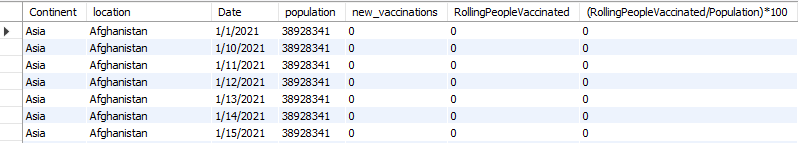 Continent location Date population new_vaccinations RollingPeopleVaccinated (RollingPeopleVaccinated/Population)*100
Asia Afghanistan 1/1/2021 38928341 0 0 0
Asia Afghanistan 1/10/2021 38928341 0 0 0
Asia Afghanistan 1/11/2021 38928341 0 0 0
Asia Afghanistan 1/12/2021 38928341 0 0 0
Asia Afghanistan 1/13/2021 38928341 0 0 0
Asia Afghanistan 1/14/2021 38928341 0 0 0
Asia Afghanistan 1/15/2021 38928341 0 0 0